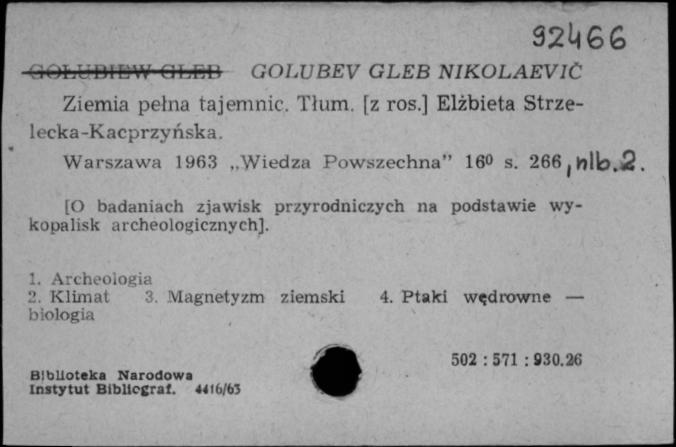 92466
GOŁUBIEW GLEB GOLUBEV GLEB NIKOLAEVIČ
Ziemia pełna tajemnic. Tłum. [z ros.] Elżbieta Strze-
lecka-Kacprzyńska.
Warszawa 1963 „Wiedza Powszechna” 16⁰ s. 266, nlb. 2.
[O badaniach zjawisk przyrodniczych na podstawie wy-
kopalisk archeologicznych].
1. Archeologia
2. Klimat 3. Magnetyzm ziemski 4. Ptaki wędrowne —
biologia
502 : 571 : 930.26
Biblioteka Narodowa
Instytut Bibliograf. 4416/63